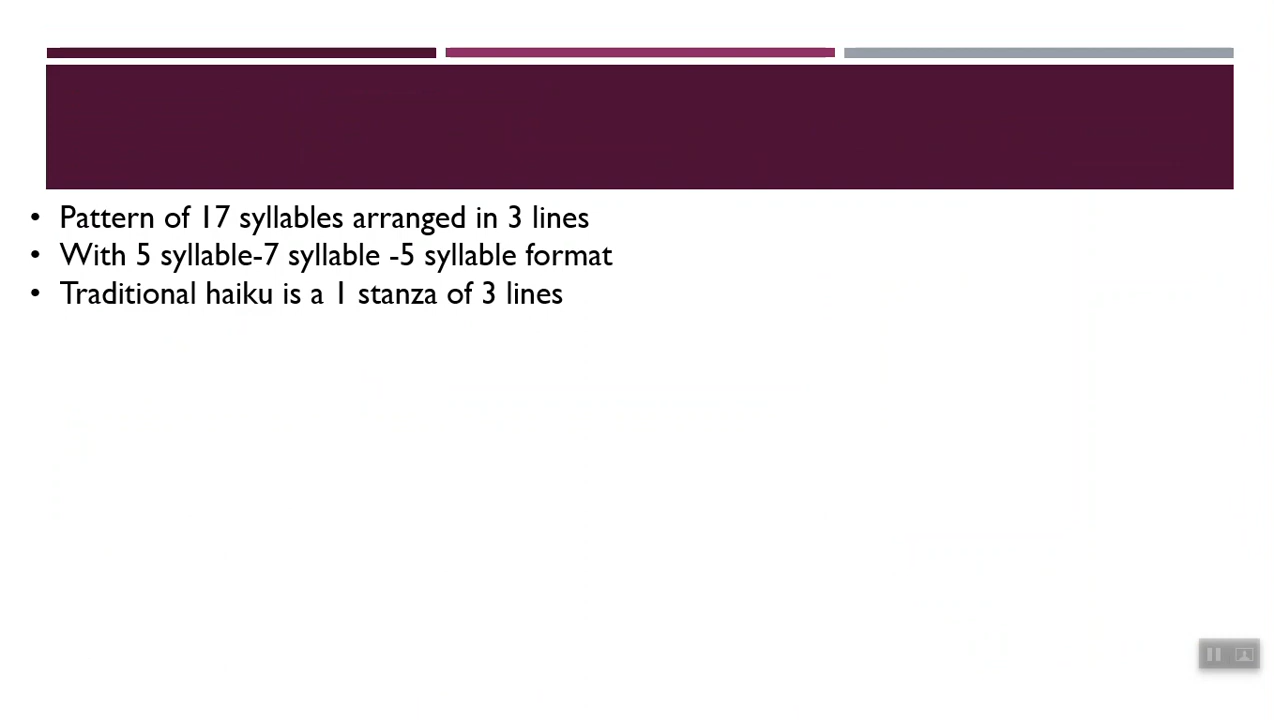 • Pattern of 17 syllables arranged in 3 lines
• With 5 syllable-7 syllable -5 syllable format
• Traditional haiku is a 1 stanza of 3 lines